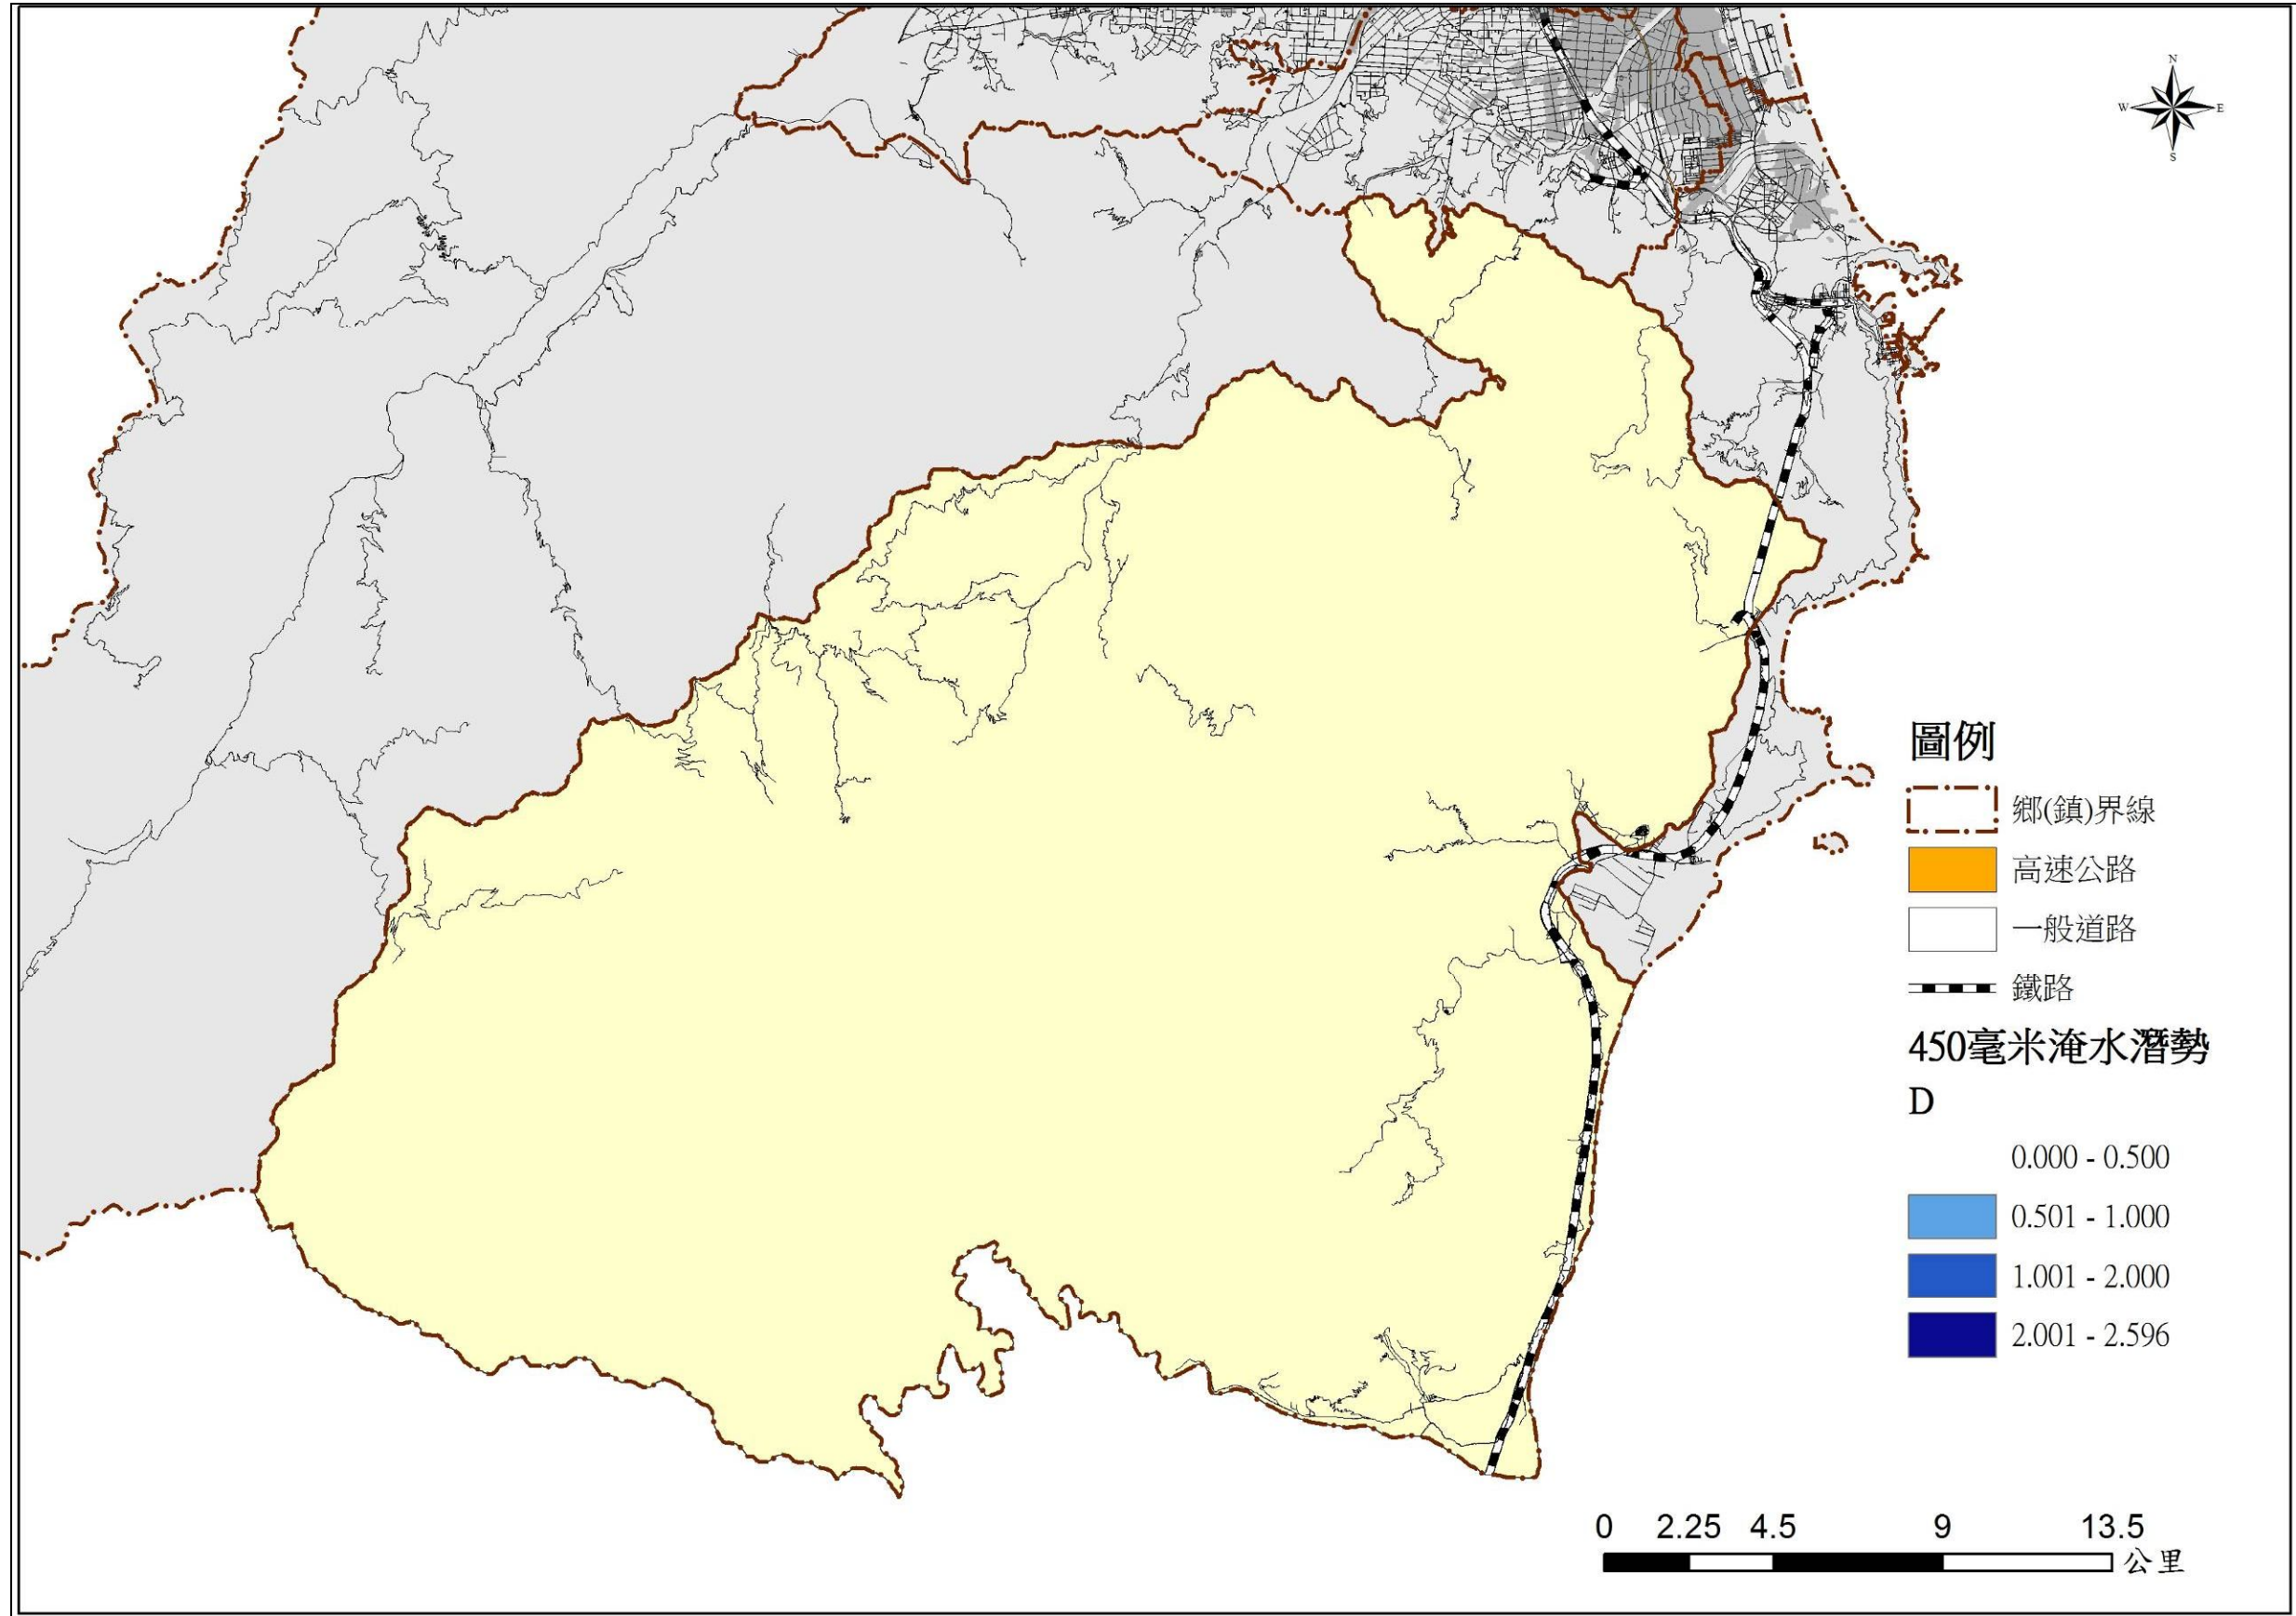 N
W
E
S
圖例
鄉(鎮)界線
高速公路
一般道路
鐵路
450毫米淹水潛勢
D
0.000 - 0.500
0.501 - 1.000
1.001 - 2.000
2.001 - 2.596
0 2.25 4.5 9 13.5
公里